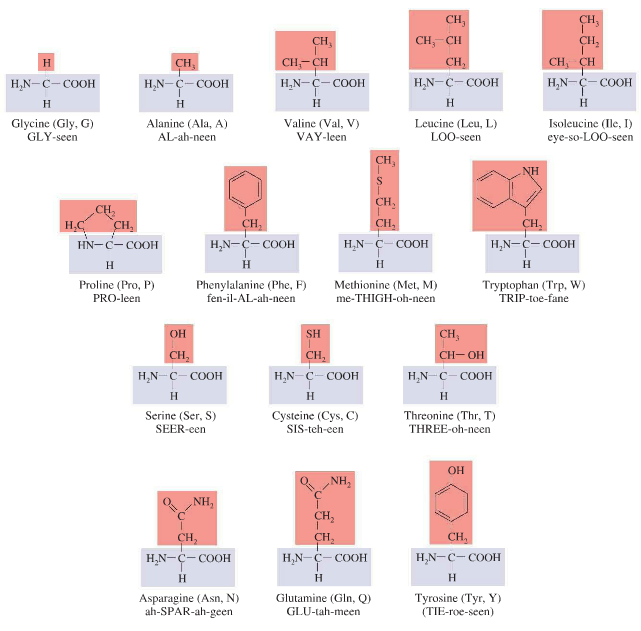 H
H₂N—C—COOH
H
Glycine (Gly, G)
GLY-seen
CH₃
H₂N—C—COOH
H
Alanine (Ala, A)
AL-ah-neen
CH₃
CH₃—CH
H₂N—C—COOH
H
Valine (Val, V)
VAY-leen
CH₃
CH₃—CH
CH₂
H₂N—C—COOH
H
Leucine (Leu, L)
LOO-seen
CH₃
CH₂
CH₃—CH
H₂N—C—COOH
H
Isoleucine (Ile, I)
eye-so-LOO-seen
CH₂
H₂C CH₂
HN—C—COOH
H
Proline (Pro, P)
PRO-leen
CH₂
H₂N—C—COOH
H
Phenylalanine (Phe, F)
fen-il-AL-ah-neen
CH₃
S
CH₂
CH₂
H₂N—C—COOH
H
Methionine (Met, M)
me-THIGH-oh-neen
NH
CH₂
H₂N—C—COOH
H
Tryptophan (Trp, W)
TRIP-toe-fane
OH
CH₂
H₂N—C—COOH
H
Serine (Ser, S)
SEER-een
SH
CH₂
H₂N—C—COOH
H
Cysteine (Cys, C)
SIS-teh-een
CH₃
CH—OH
H₂N—C—COOH
H
Threonine (Thr, T)
THREE-oh-neen
O NH₂
C
CH₂
H₂N—C—COOH
H
Asparagine (Asn, N)
ah-SPAR-ah-geen
O NH₂
C
CH₂
CH₂
H₂N—C—COOH
H
Glutamine (Gln, Q)
GLU-tah-meen
OH
CH₂
H₂N—C—COOH
H
Tyrosine (Tyr, Y)
(TIE-roe-seen)